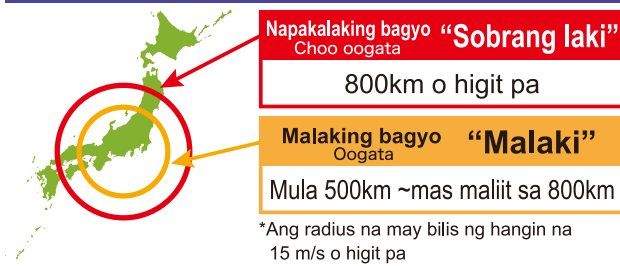 Napakalaking bagyo "Sobrang laki"
Choo oogata
800km o higit pa
Malaking bagyo "Malaki"
Oogata
Mula 500km ~mas maliit sa 800km
*Ang radius na may bilis ng hangin na
15 m/s o higit pa